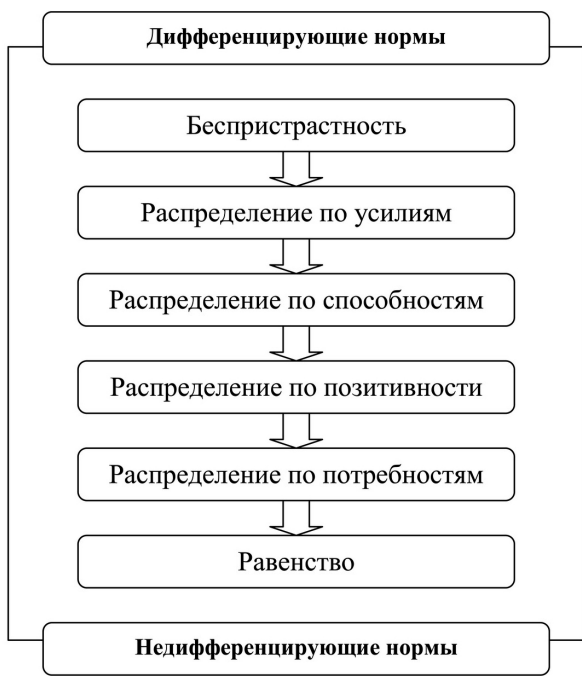 Дифференцирующие нормы
Беспристрастность
Распределение по усилиям
Распределение по способностям
Распределение по позитивности
Распределение по потребностям
Равенство
Недифференцирующие нормы